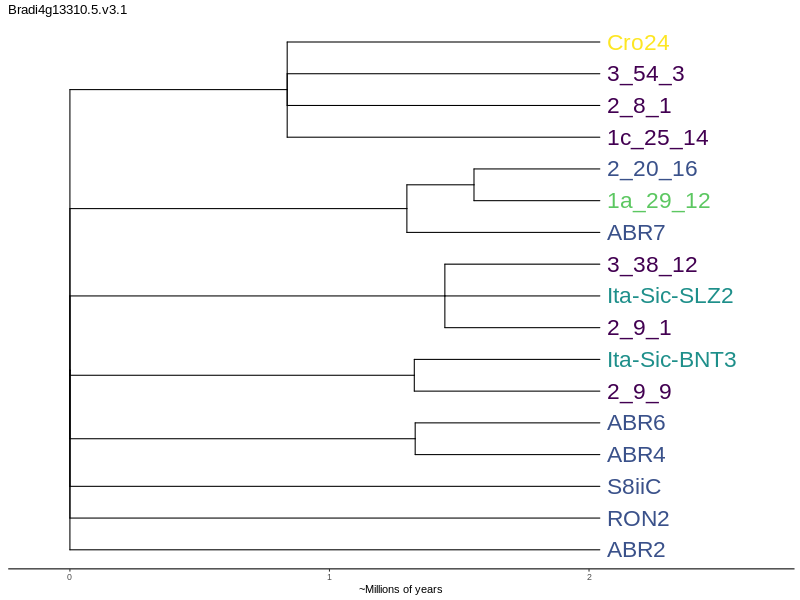 Bradi4g13310.5.v3.1
Cro24
3_54_3
2_8_1
1c_25_14
2_20_16
1a_29_12
ABR7
3_38_12
Ita-Sic-SLZ2
2_9_1
Ita-Sic-BNT3
2_9_9
ABR6
ABR4
S8iiC
RON2
ABR2
0 1 2
~Millions of years